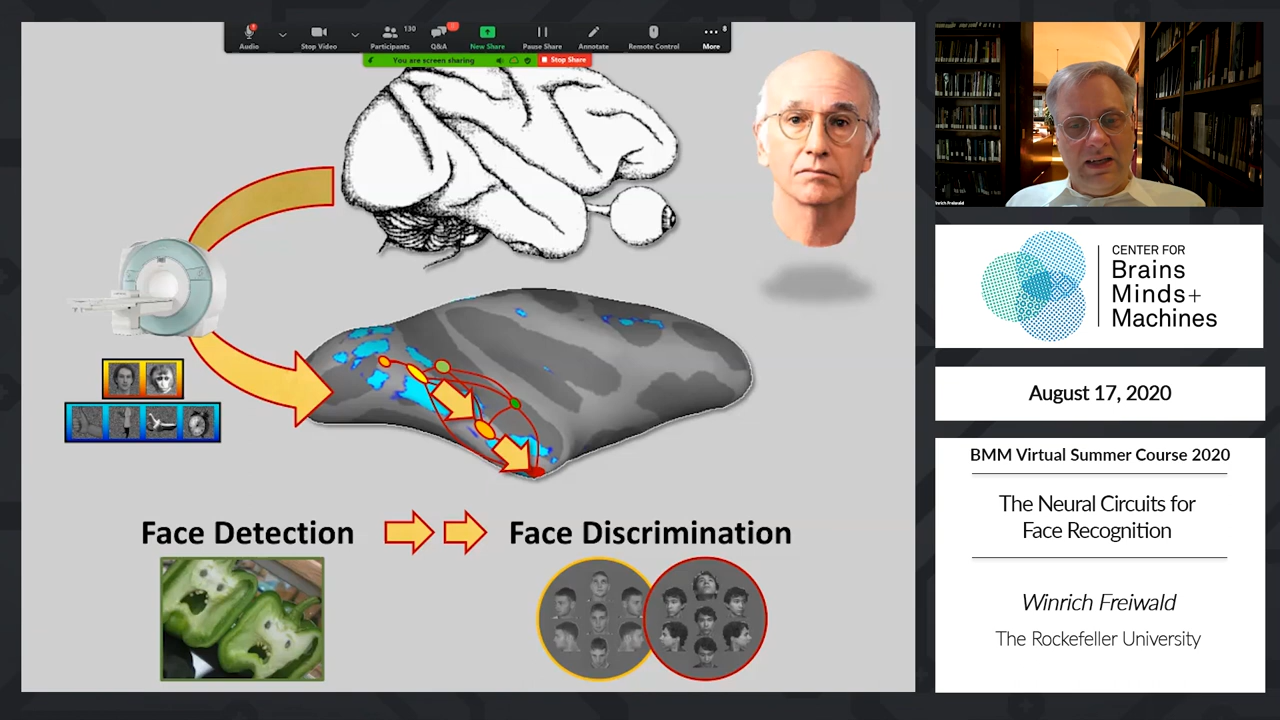 Audio
Stop Video
Participants
130
Q&A
New Share
Pause Share
Annotate
Remote Control
More
You are screen sharing
Stop Share
Face Detection
Face Discrimination
inrich Freiwald
CENTER FOR
Brains
Minds+
Machines
August 17, 2020
BMM Virtual Summer Course 2020
The Neural Circuits for
Face Recognition
Winrich Freiwald
The Rockefeller University